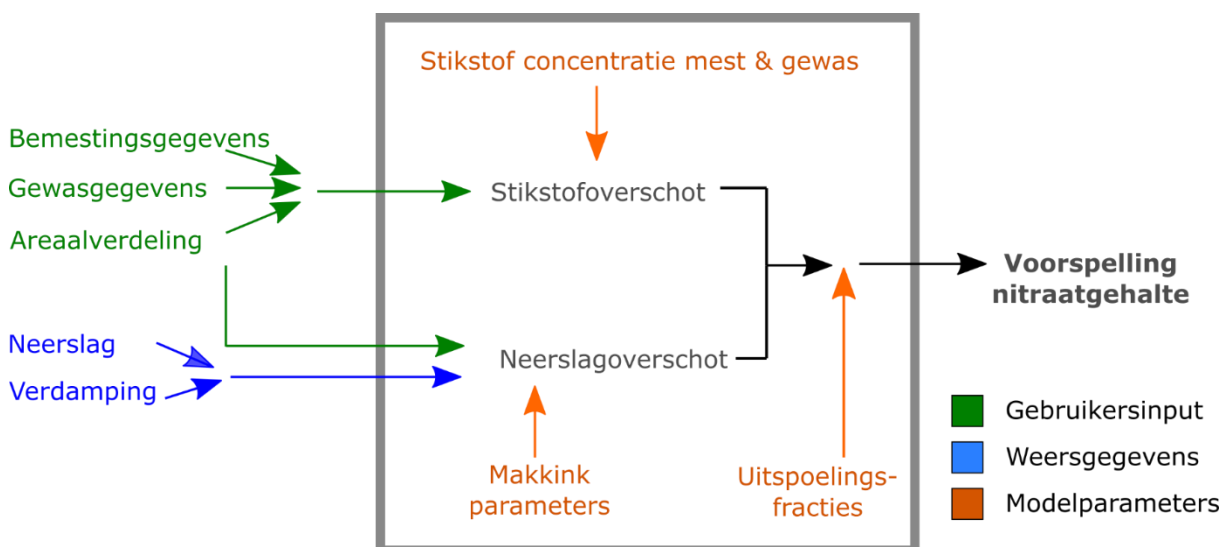 Stikstof concentratie mest & gewas
Bemestingsgegevens
Gewasgegevens
Areaalverdeling
Stikstofoverschot
Voorspelling
nitraatgehalte
Neerslag
Verdamping
Neerslagoverschot
Makkink
parameters
Uitspoelings-
fracties
Gebruikersinput
Weersgegevens
Modelparameters